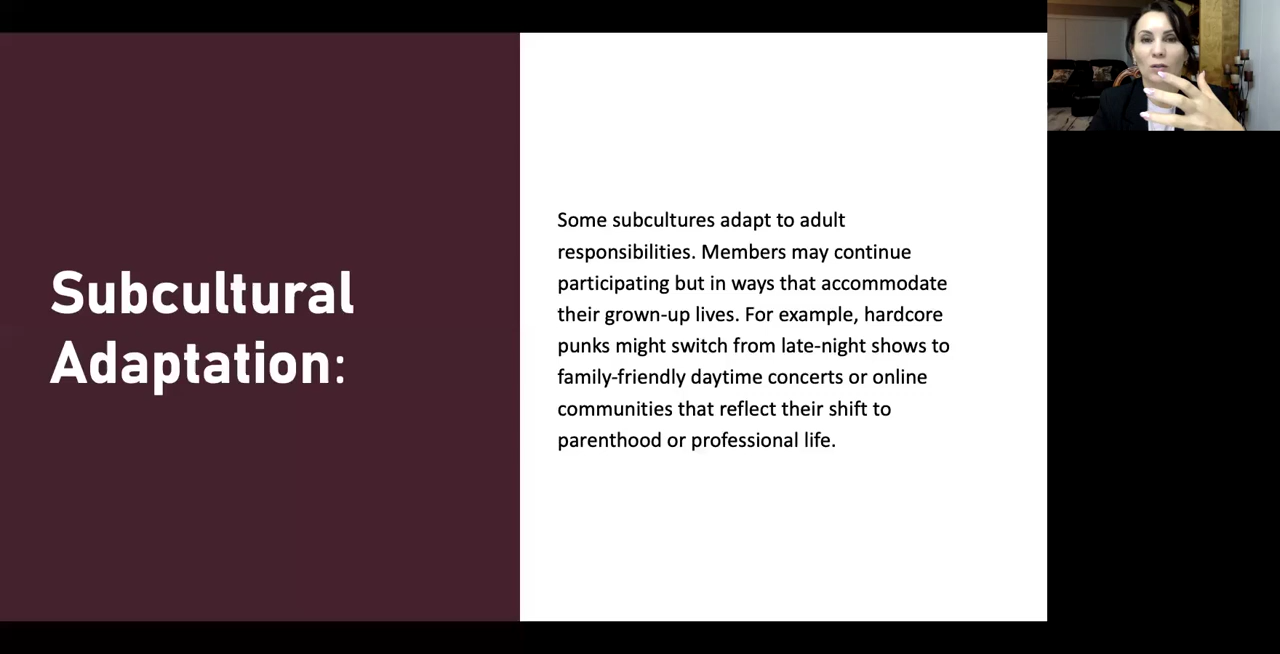 Subcultural
Adaptation:
Some subcultures adapt to adult
responsibilities. Members may continue
participating but in ways that accommodate
their grown-up lives. For example, hardcore
punks might switch from late-night shows to
family-friendly daytime concerts or online
communities that reflect their shift to
parenthood or professional life.